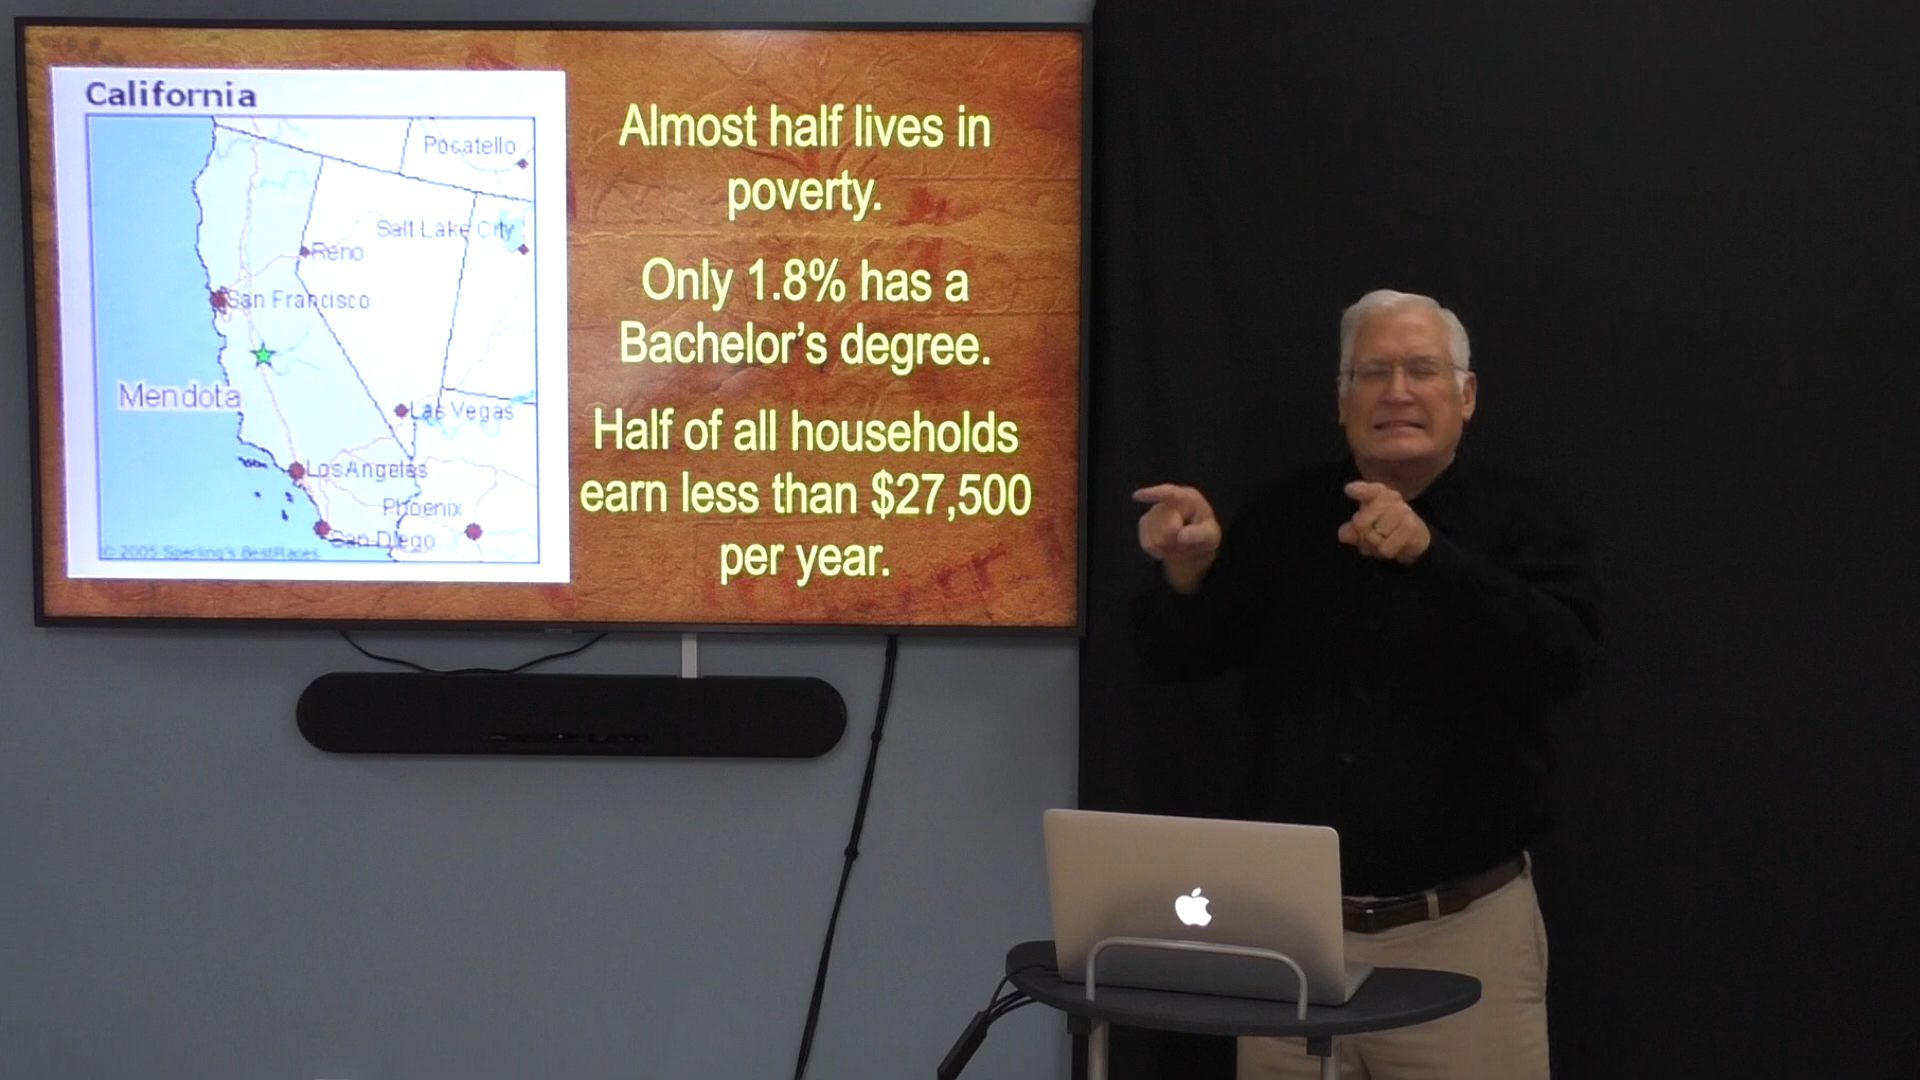 California
Pocatello
Salt Lake City
Reno
San Francisco
Mendota
Las Vegas
Los Angeles
Phoenix
San Diego
© 2005 Sperling's BestPlaces
Almost half lives in
poverty.
Only 1.8% has a
Bachelor’s degree.
Half of all households
earn less than $27,500
per year.